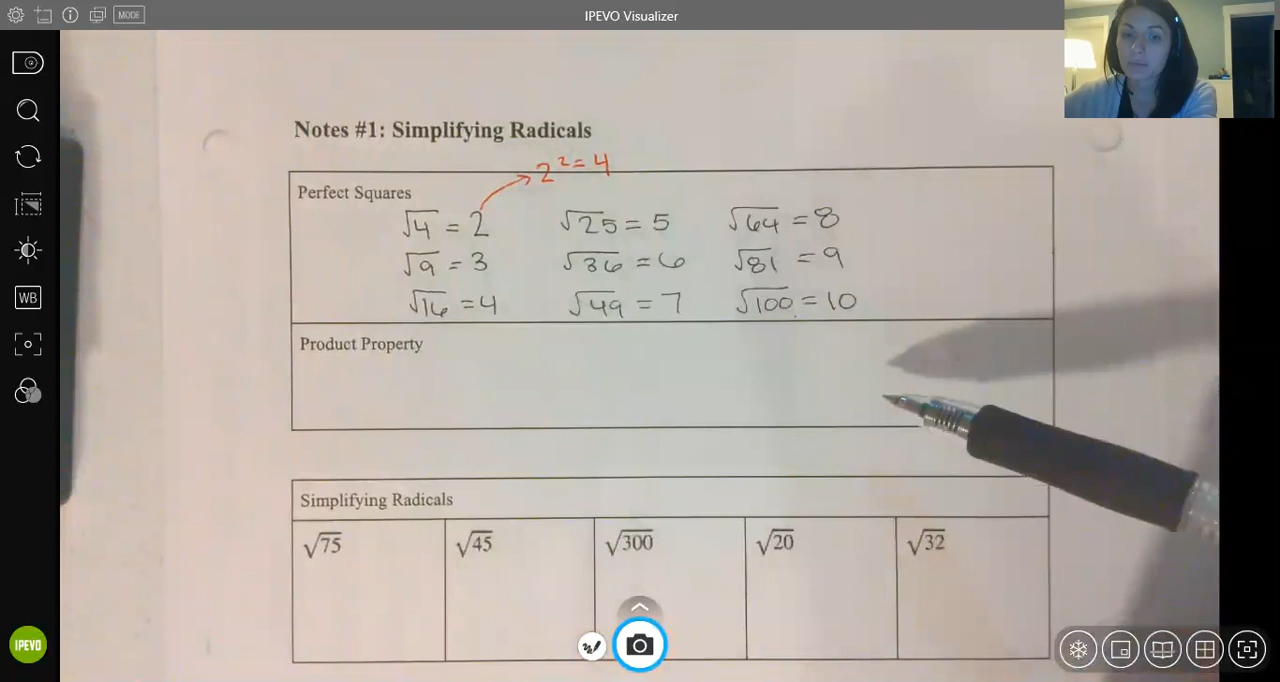 MODE
IPEVO Visualizer
Notes #1: Simplifying Radicals
2² = 4
Perfect Squares
√4 = 2 √25 = 5 √64 = 8
√9 = 3 √36 = 6 √81 = 9
√16 = 4 √49 = 7 √100 = 10
WB
Product Property
Simplifying Radicals
√75 √45 √300 √20 √32
IPEVO